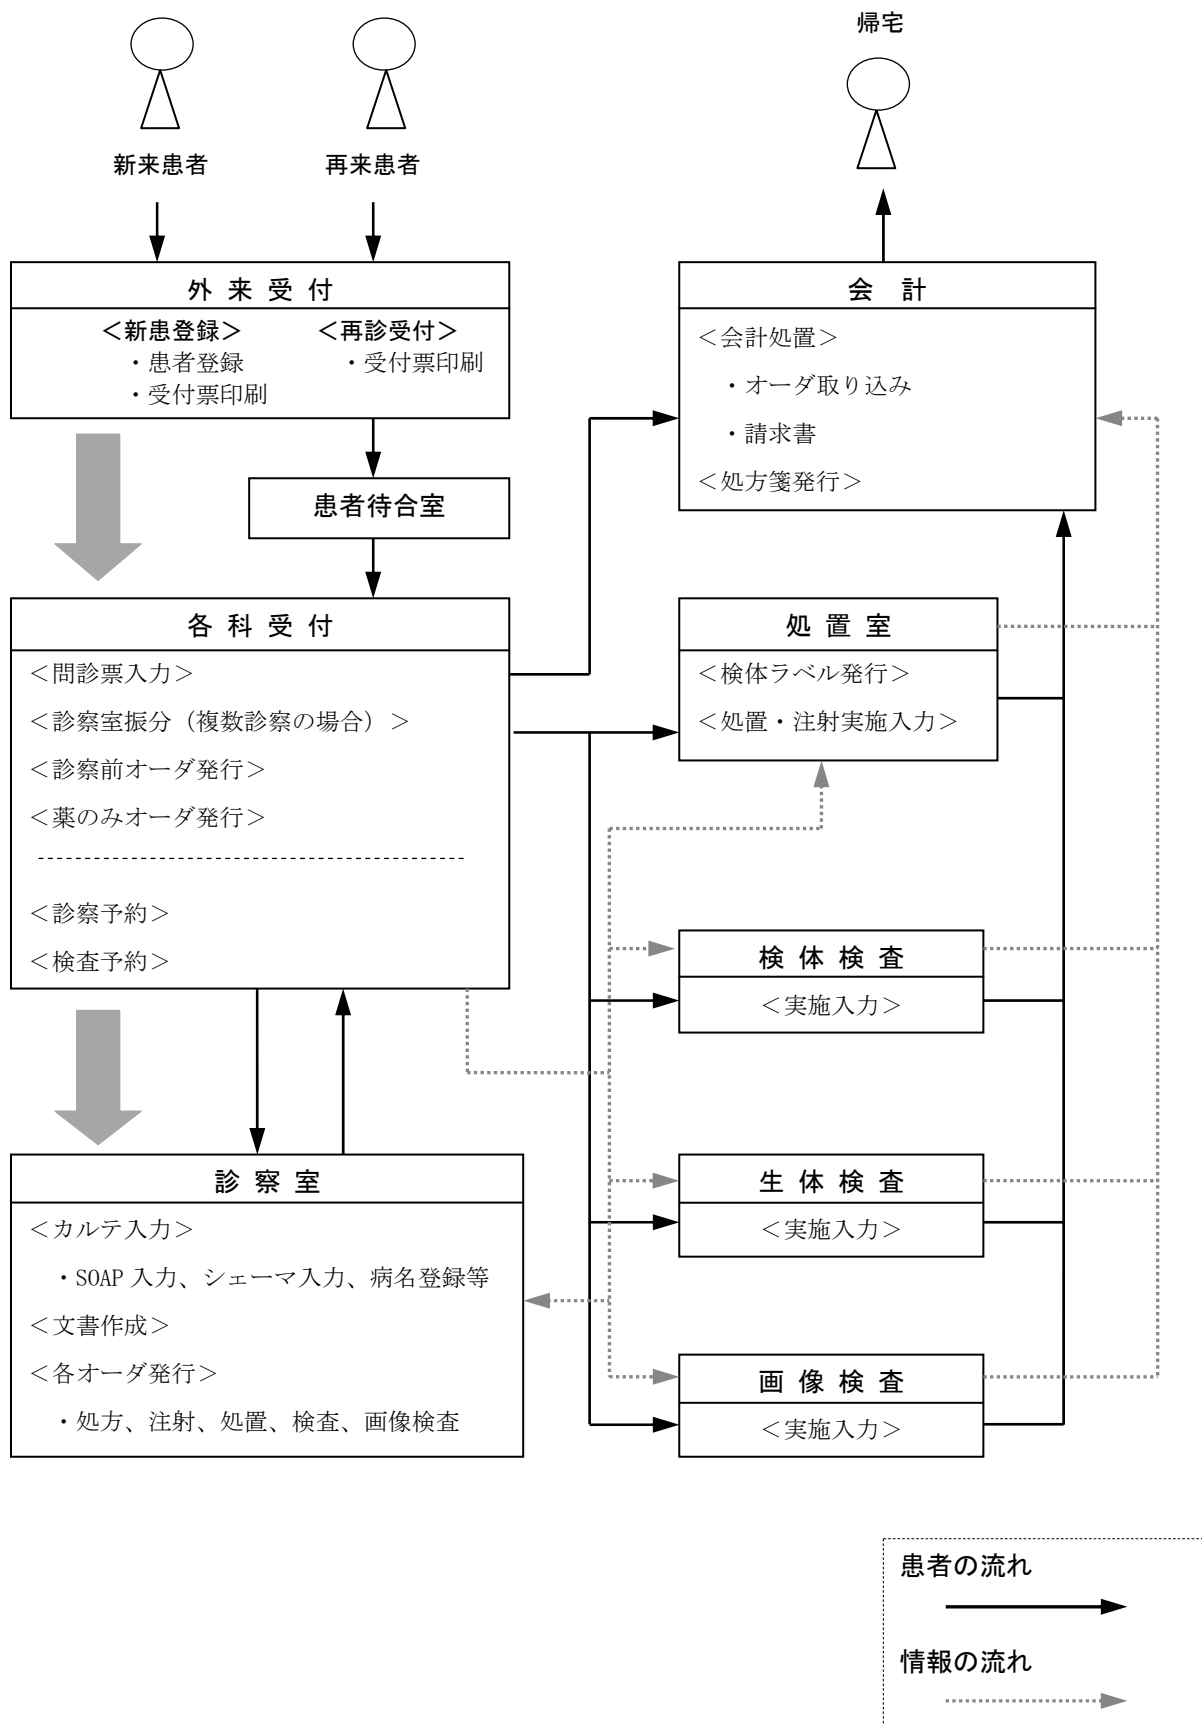 帰宅
新来患者
再来患者
外来受付
＜新患登録＞
・患者登録
・受付票印刷
＜再診受付＞
・受付票印刷
会　計
＜会計処置＞
・オーダ取り込み
・請求書
＜処方箋発行＞
患者待合室
各科受付
＜問診票入力＞
＜診察室振分（複数診察の場合）＞
＜診察前オーダ発行＞
＜薬のみオーダ発行＞
＜診察予約＞
＜検査予約＞
処置室
＜検体ラベル発行＞
＜処置・注射実施入力＞
検体検査
＜実施入力＞
生体検査
＜実施入力＞
診察室
＜カルテ入力＞
・SOAP 入力、シェーマ入力、病名登録等
＜文書作成＞
＜各オーダ発行＞
・処方、注射、処置、検査、画像検査
画像検査
＜実施入力＞
患者の流れ
情報の流れ